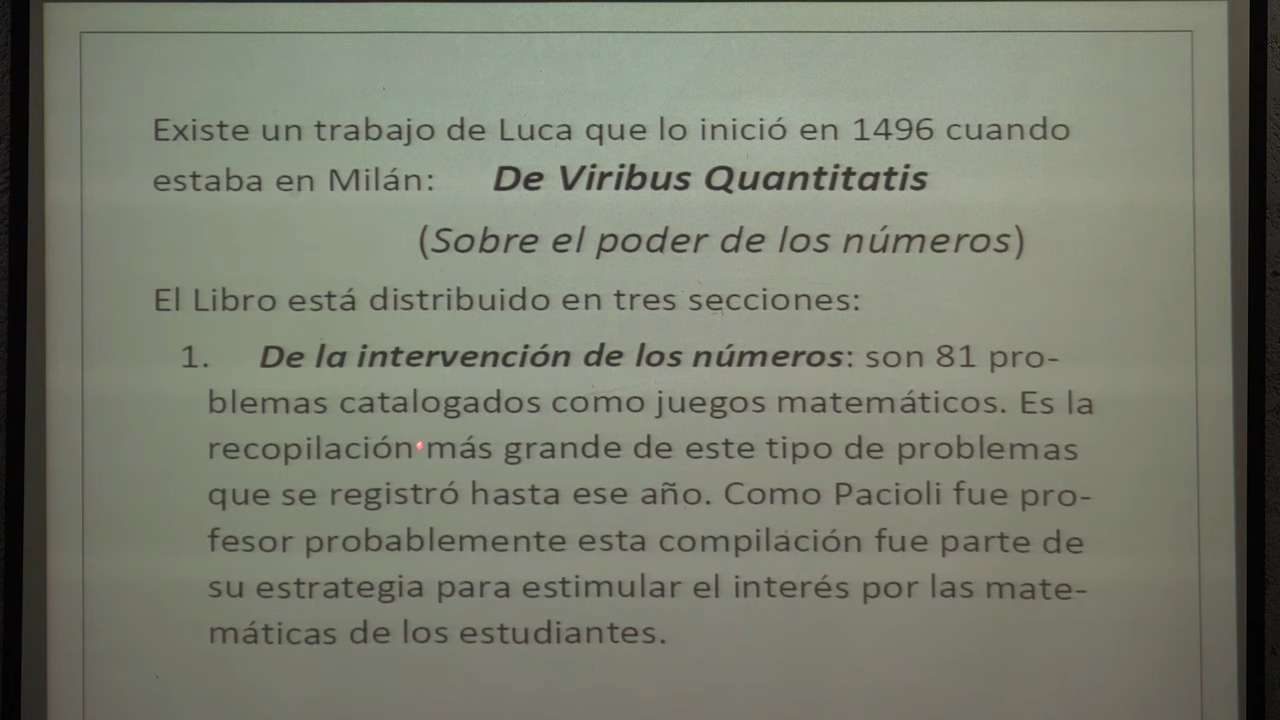 Existe un trabajo de Luca que lo inició en 1496 cuando
estaba en Milán: De Viribus Quantitatis
(Sobre el poder de los números)
El Libro está distribuido en tres secciones:
1. De la intervención de los números: son 81 pro-
blemas catalogados como juegos matemáticos. Es la
recopilación más grande de este tipo de problemas
que se registró hasta ese año. Como Pacioli fue pro-
fesor probablemente esta compilación fue parte de
su estrategia para estimular el interés por las mate-
máticas de los estudiantes.